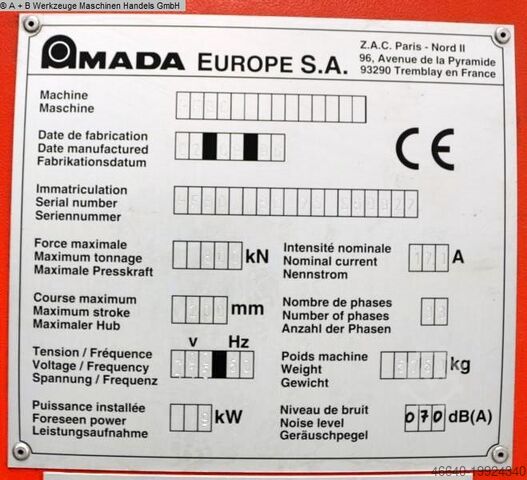 © A + B Werkzeuge Maschinen Handels GmbH
AMADA EUROPE S.A.
Z.A.C. Paris - Nord II
96, Avenue de la Pyramide
93290 Tremblay en France
Machine
Maschine
Date de fabrication
Date manufactured
Fabrikationsdatum
CE
Immatriculation
Serial number
Seriennummer
Force maximale
Maximum tonnage
Maximale Presskraft
kN
Intensité nominale
Nominal current
Nennstrom
A
Course maximum
Maximum stroke
Maximaler Hub
mm
Nombre de phases
Number of phases
Anzahl der Phasen
V Hz
Tension / Fréquence
Voltage / Frequency
Spannung / Frequenz
Poids machine
Weight
Gewicht
kg
Puissance installée
Foreseen power
Leistungsaufnahme
kW
Niveau de bruit
Noise level
Geräuschpegel
070 dB(A)
46640-19924340